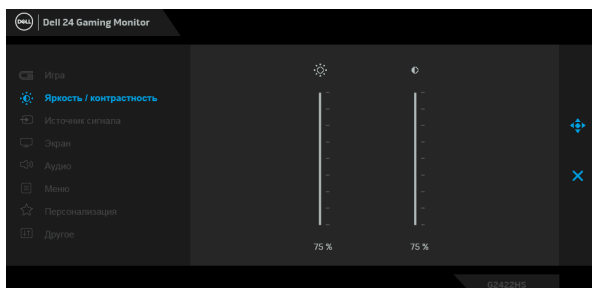 DELL
Dell 24 Gaming Monitor
Игра
Яркость / контрастность
Источник сигнала
Экран
Аудио
Меню
Персонализация
Другое
75 %
75 %
G2422HS